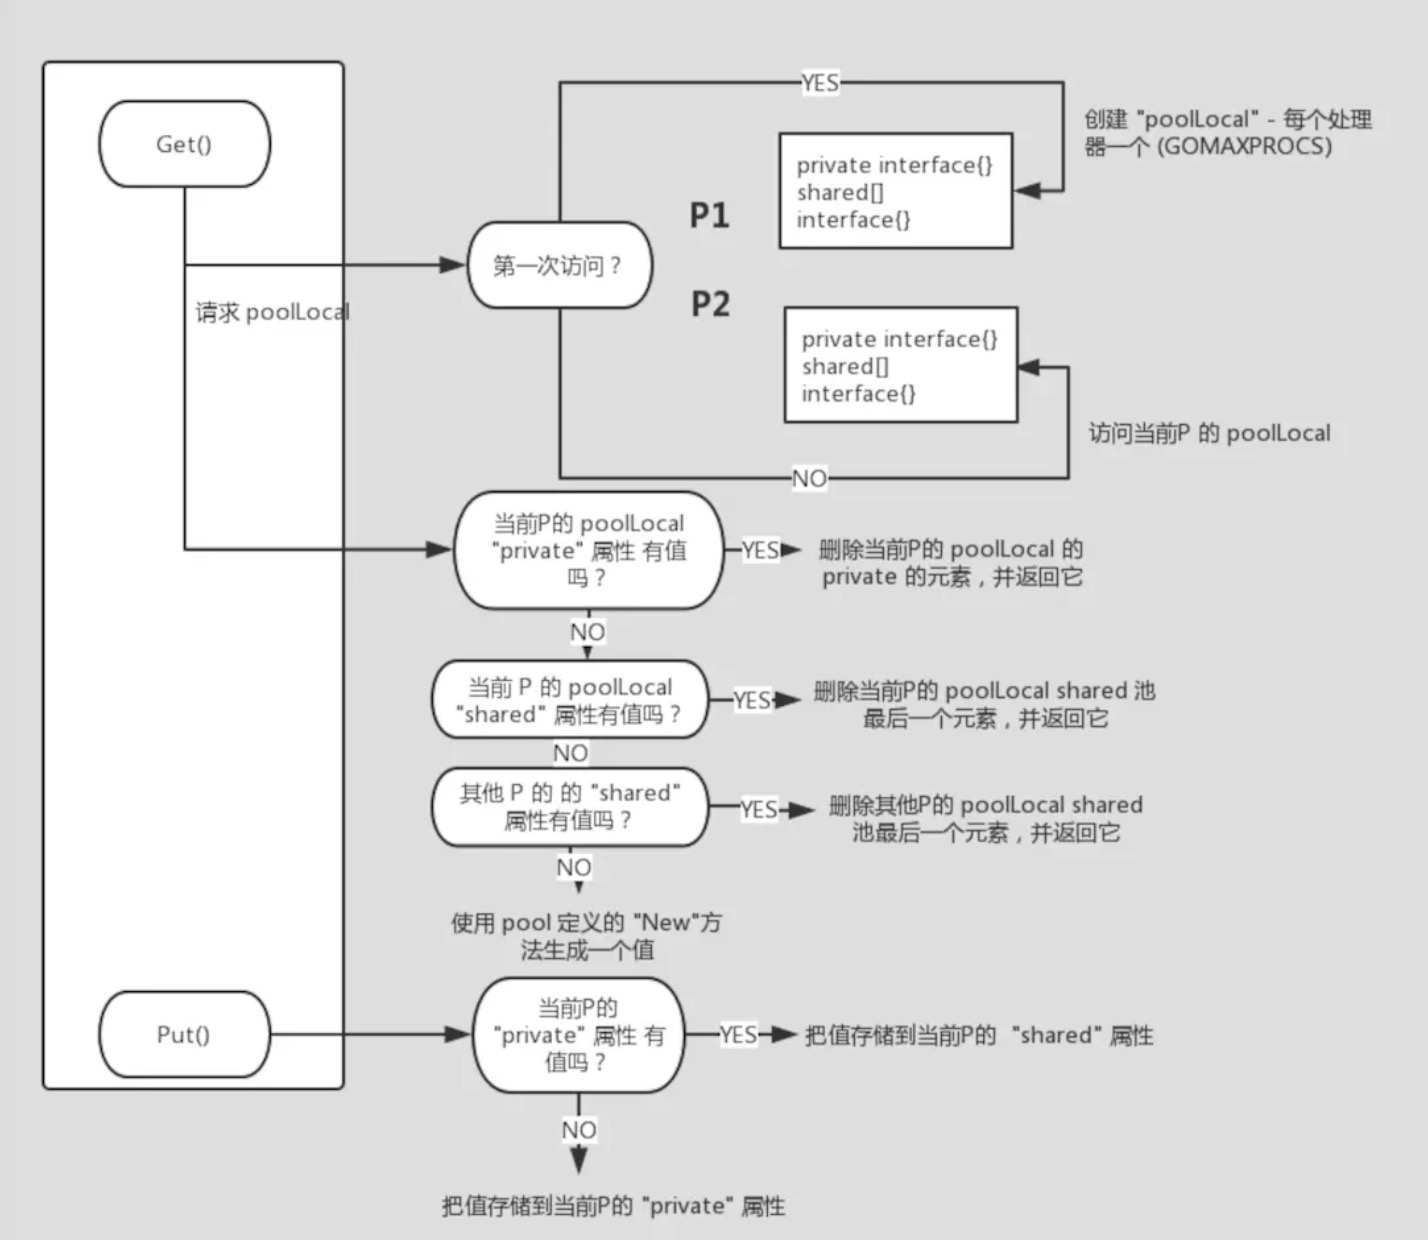 Get()
请求 poolLocal
第一次访问？
YES
创建 "poolLocal" - 每个处理
器一个 (GOMAXPROCS)
P1
private interface{}
shared[]
interface{}
P2
private interface{}
shared[]
interface{}
访问当前P 的 poolLocal
NO
当前P的 poolLocal
"private" 属性 有值
吗？
YES
删除当前P的 poolLocal 的
private 的元素，并返回它
NO
当前 P 的 poolLocal
"shared" 属性有值吗？
YES
删除当前P的 poolLocal shared 池
最后一个元素，并返回它
NO
其他 P 的 的 "shared"
属性有值吗？
YES
删除其他P的 poolLocal shared
池最后一个元素，并返回它
NO
使用 pool 定义的 "New"方
法生成一个值
Put()
当前P的
"private" 属性 有
值吗？
YES
把值存储到当前P的 "shared" 属性
NO
把值存储到当前P的 "private" 属性